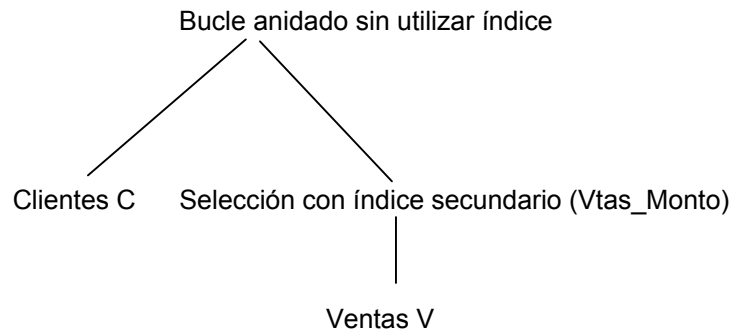 Bucle anidado sin utilizar índice
Clientes C
Selección con índice secundario (Vtas_Monto)
Ventas V